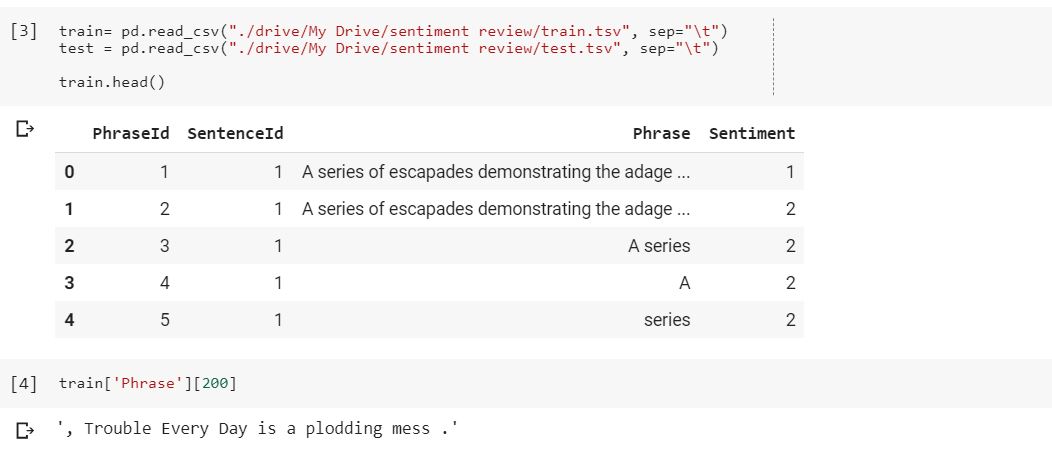 [3] train= pd.read_csv("./drive/My Drive/sentiment review/train.tsv", sep="\t")
test = pd.read_csv("./drive/My Drive/sentiment review/test.tsv", sep="\t")
train.head()
PhraseId SentenceId Phrase Sentiment
0 1 1 A series of escapades demonstrating the adage ... 1
1 2 1 A series of escapades demonstrating the adage ... 2
2 3 1 A series 2
3 4 1 A 2
4 5 1 series 2
[4] train['Phrase'][200]
', Trouble Every Day is a plodding mess .'